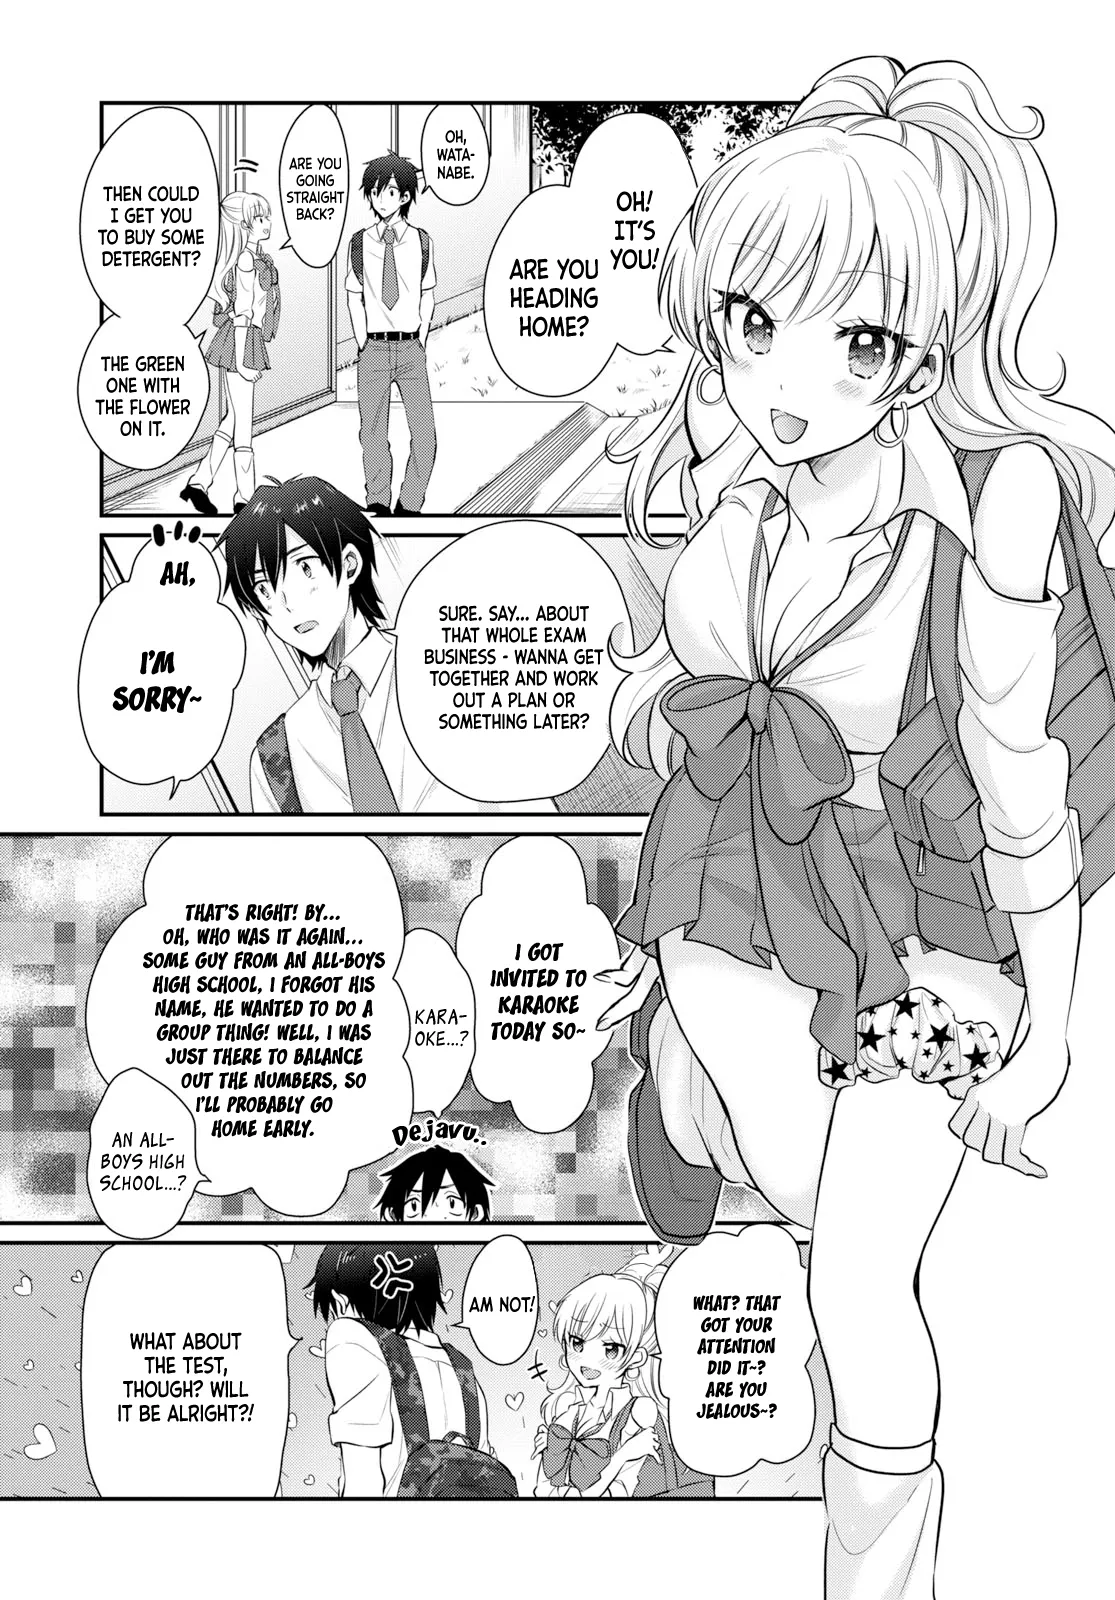 OH!
IT'S
YOU!
ARE YOU
HEADING
HOME?
OH,
WATA-
NABE.
ARE YOU
GOING
STRAIGHT
BACK?
THEN COULD
I GET YOU
TO BUY SOME
DETERGENT?
THE GREEN
ONE WITH
THE FLOWER
ON IT.
SURE. SAY... ABOUT
THAT WHOLE EXAM
BUSINESS - WANNA GET
TOGETHER AND WORK
OUT A PLAN OR
SOMETHING LATER?
AH,
I'M
SORRY~
I GOT
INVITED TO
KARAOKE
TODAY SO~
KARA-
OKE...?
THAT'S RIGHT! BY...
OH, WHO WAS IT AGAIN...
SOME GUY FROM AN ALL-BOYS
HIGH SCHOOL, I FORGOT HIS
NAME, HE WANTED TO DO A
GROUP THING! WELL, I WAS
JUST THERE TO BALANCE
OUT THE NUMBERS, SO
I'LL PROBABLY GO
HOME EARLY.
AN ALL-
BOYS HIGH
SCHOOL...?
Dejavu..
WHAT? THAT
GOT YOUR
ATTENTION
DID IT~?
ARE YOU
JEALOUS~?
AM NOT!
WHAT ABOUT
THE TEST,
THOUGH? WILL
IT BE ALRIGHT?!